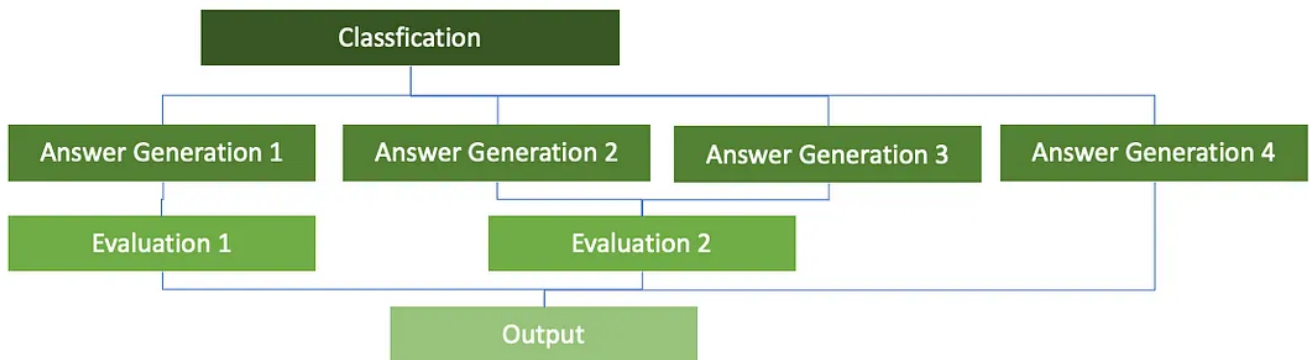 Classfication
Answer Generation 1
Answer Generation 2
Answer Generation 3
Answer Generation 4
Evaluation 1
Evaluation 2
Output